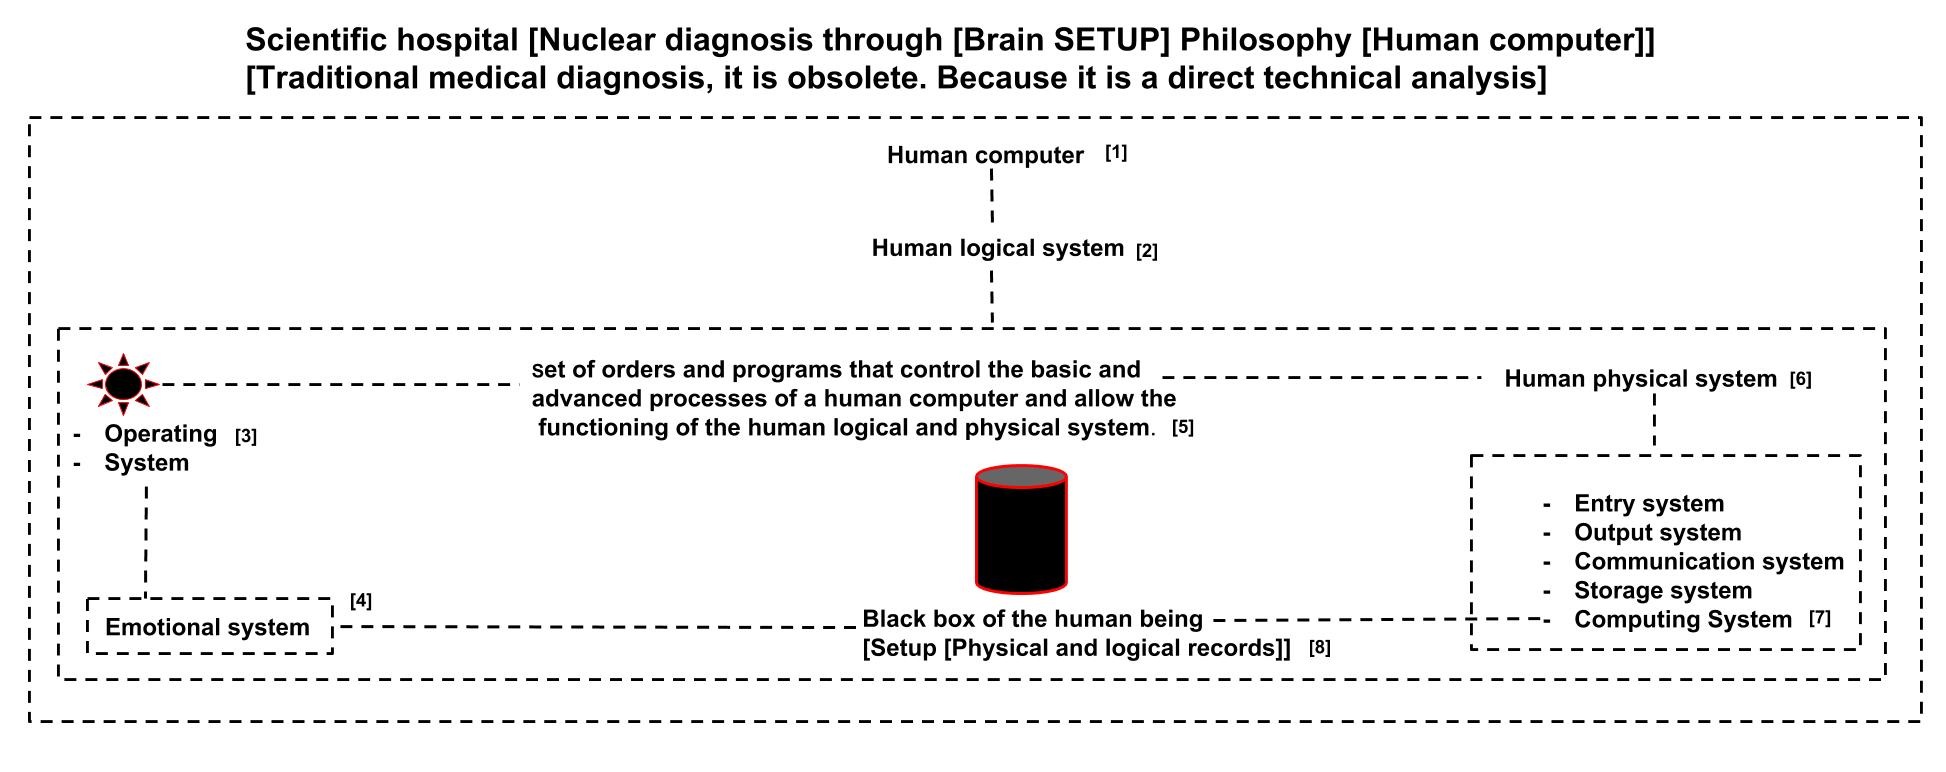 Scientific hospital [Nuclear diagnosis through [Brain SETUP] Philosophy [Human computer]]
[Traditional medical diagnosis, it is obsolete. Because it is a direct technical analysis]
Human computer [1]
Human logical system [2]
set of orders and programs that control the basic and
advanced processes of a human computer and allow the
functioning of the human logical and physical system. [5]
Human physical system [6]
- Operating [3]
- System
- Entry system
- Output system
- Communication system
- Storage system
- Computing System [7]
Emotional system [4]
Black box of the human being
[Setup [Physical and logical records]] [8]